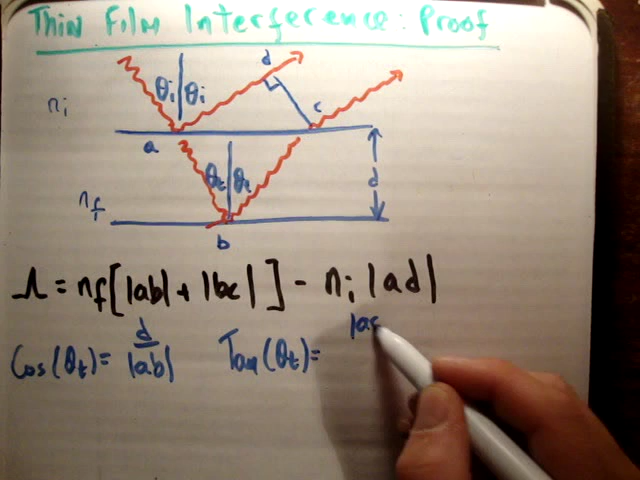 Thin Film Interference: Proof
d
θi θi
c
ni
a
θt θt
d
nf
b
Λ = nf[|ab| + |bc|] - ni |ad|
Cos(θt) = d/|ab| Tan(θt) =